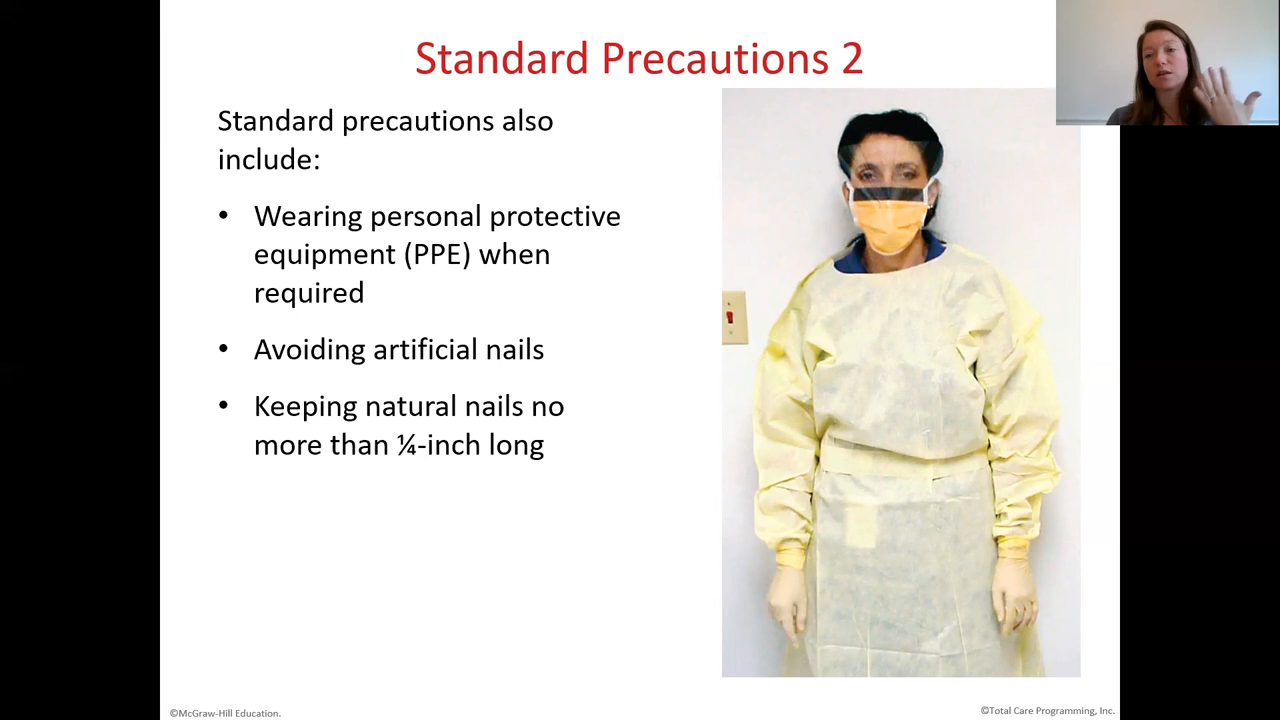 Standard Precautions 2
Standard precautions also
include:
• Wearing personal protective
equipment (PPE) when
required
• Avoiding artificial nails
• Keeping natural nails no
more than ¼-inch long
©McGraw-Hill Education.
©Total Care Programming, Inc.